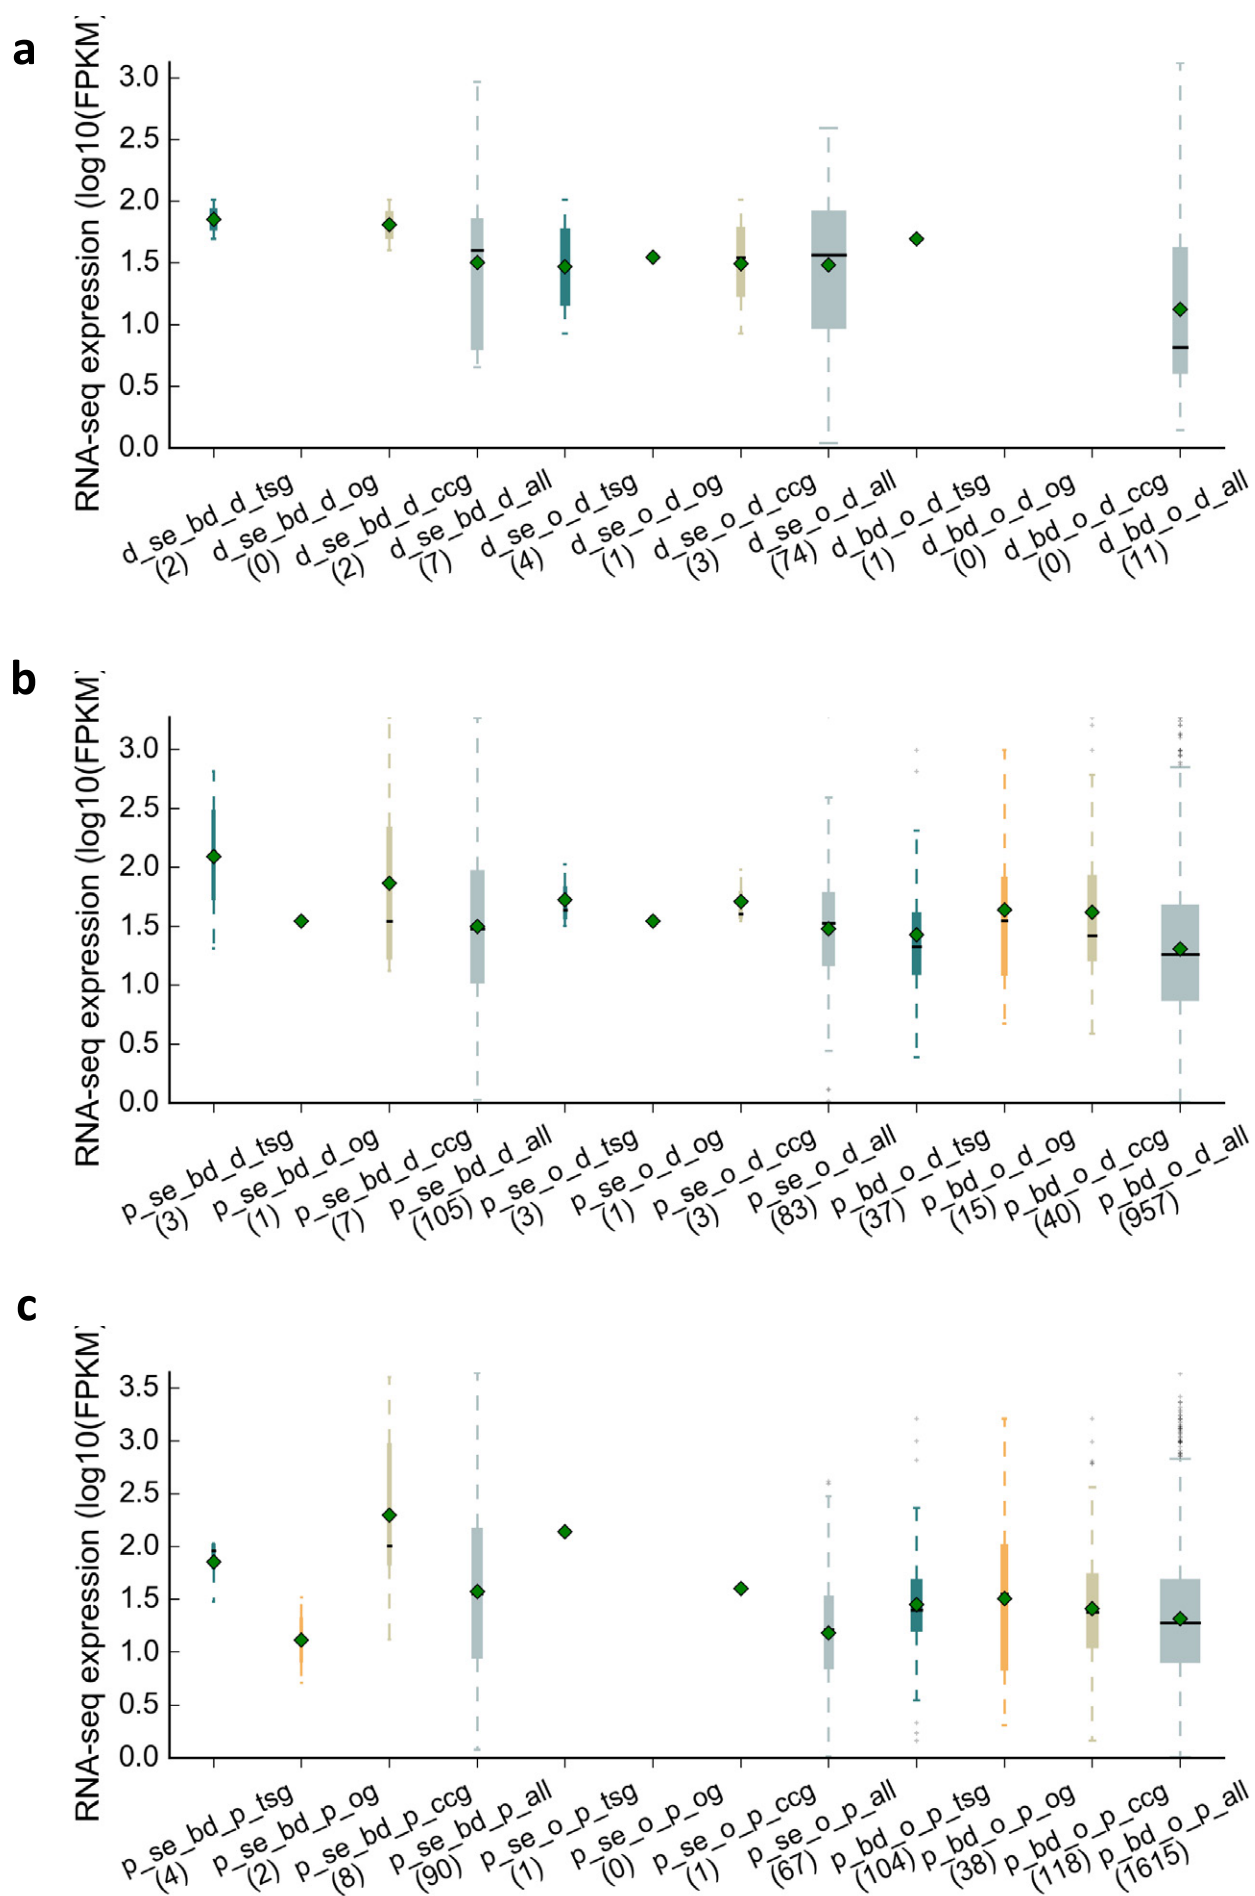 a
RNA-seq expression (log10(FPKM)
3.0
2.5
2.0
1.5
1.0
0.5
0.0
d_se_bd_d_tsg
(2)
d_se_bd_d_og
(0)
d_se_bd_d_ccg
(2)
d_se_bd_d_all
(7)
d_se_o_d_tsg
(4)
d_se_o_d_og
(1)
d_se_o_d_ccg
(3)
d_se_o_d_all
(74)
d_bd_o_d_tsg
(1)
d_bd_o_d_og
(0)
d_bd_o_d_ccg
(0)
d_bd_o_d_all
(11)
b
RNA-seq expression (log10(FPKM)
3.0
2.5
2.0
1.5
1.0
0.5
0.0
p_se_bd_d_tsg
(3)
p_se_bd_d_og
(1)
p_se_bd_d_ccg
(7)
p_se_bd_d_all
(105)
p_se_o_d_tsg
(3)
p_se_o_d_og
(1)
p_se_o_d_ccg
(3)
p_se_o_d_all
(83)
p_bd_o_d_tsg
(37)
p_bd_o_d_og
(15)
p_bd_o_d_ccg
(40)
p_bd_o_d_all
(957)
c
RNA-seq expression (log10(FPKM)
3.5
3.0
2.5
2.0
1.5
1.0
0.5
0.0
p_se_bd_p_tsg
(4)
p_se_bd_p_og
(2)
p_se_bd_p_ccg
(8)
p_se_bd_p_all
(90)
p_se_o_p_tsg
(1)
p_se_o_p_og
(0)
p_se_o_p_ccg
(1)
p_se_o_p_all
(67)
p_bd_o_p_tsg
(104)
p_bd_o_p_og
(38)
p_bd_o_p_ccg
(118)
p_bd_o_p_all
(1615)